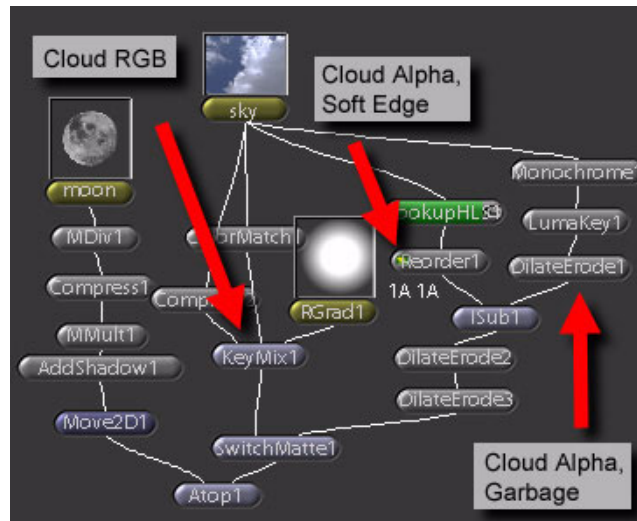 Cloud RGB
sky
Cloud Alpha,
Soft Edge
moon
Monochrome1
MDiv1
LumaKey1
Reorder1
DilateErode1
1A 1A
Compress1
RGrad1
ISub1
MMult1
KeyMix1
DilateErode2
AddShadow1
DilateErode3
Move2D1
SwitchMatte1
Cloud Alpha,
Garbage
Atop1